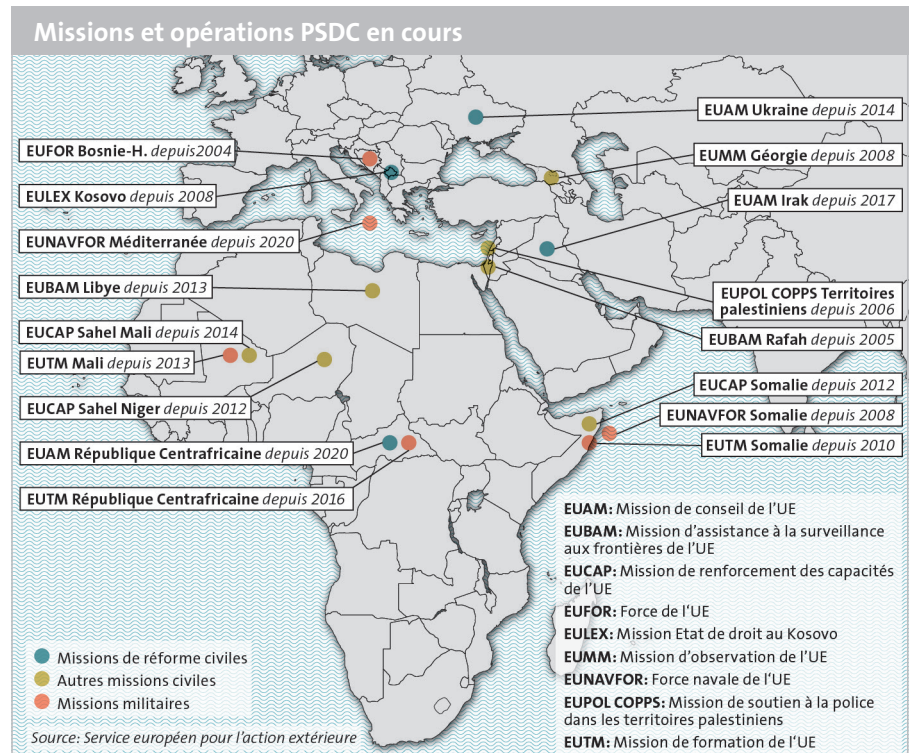 Missions et opérations PSDC en cours
EUAM Ukraine depuis 2014
EUFOR Bosnie-H. depuis2004
EUMM Géorgie depuis 2008
EULEX Kosovo depuis 2008
EUAM Irak depuis 2017
EUNAVFOR Méditerranée depuis 2020
EUBAM Libye depuis 2013
EUPOL COPPS Territoires
palestiniens depuis 2006
EUCAP Sahel Mali depuis 2014
EUBAM Rafah depuis 2005
EUTM Mali depuis 2013
EUCAP Somalie depuis 2012
EUCAP Sahel Niger depuis 2012
EUNAVFOR Somalie depuis 2008
EUTM Somalie depuis 2010
EUAM République Centrafricaine depuis 2020
EUTM République Centrafricaine depuis 2016
EUAM: Mission de conseil de l’UE
EUBAM: Mission d’assistance à la surveillance
aux frontières de l’UE
EUCAP: Mission de renforcement des capacités
de l’UE
EUFOR: Force de l‘UE
EULEX: Mission Etat de droit au Kosovo
EUMM: Mission d’observation de l’UE
EUNAVFOR: Force navale de l‘UE
EUPOL COPPS: Mission de soutien à la police
dans les territoires palestiniens
EUTM: Mission de formation de l‘UE
Missions de réforme civiles
Autres missions civiles
Missions militaires
Source: Service européen pour l’action extérieure